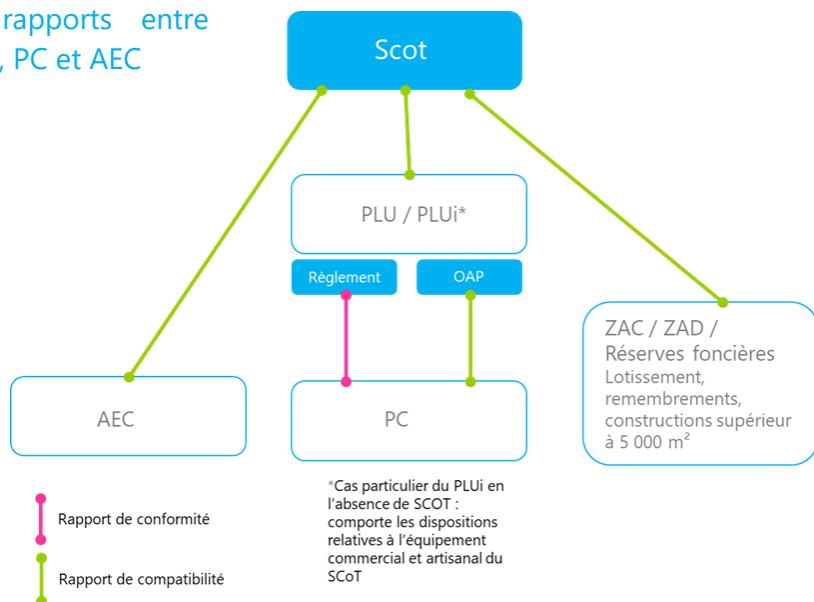 rapports entre
, PC et AEC
Scot
PLU / PLUi*
Règlement
OAP
ZAC / ZAD /
Réserves foncières
Lotissement,
remembrements,
constructions supérieur
à 5 000 m²
AEC
PC
*Cas particulier du PLUi en
l'absence de SCOT :
comporte les dispositions
relatives à l'équipement
commercial et artisanal du
SCoT
Rapport de conformité
Rapport de compatibilité